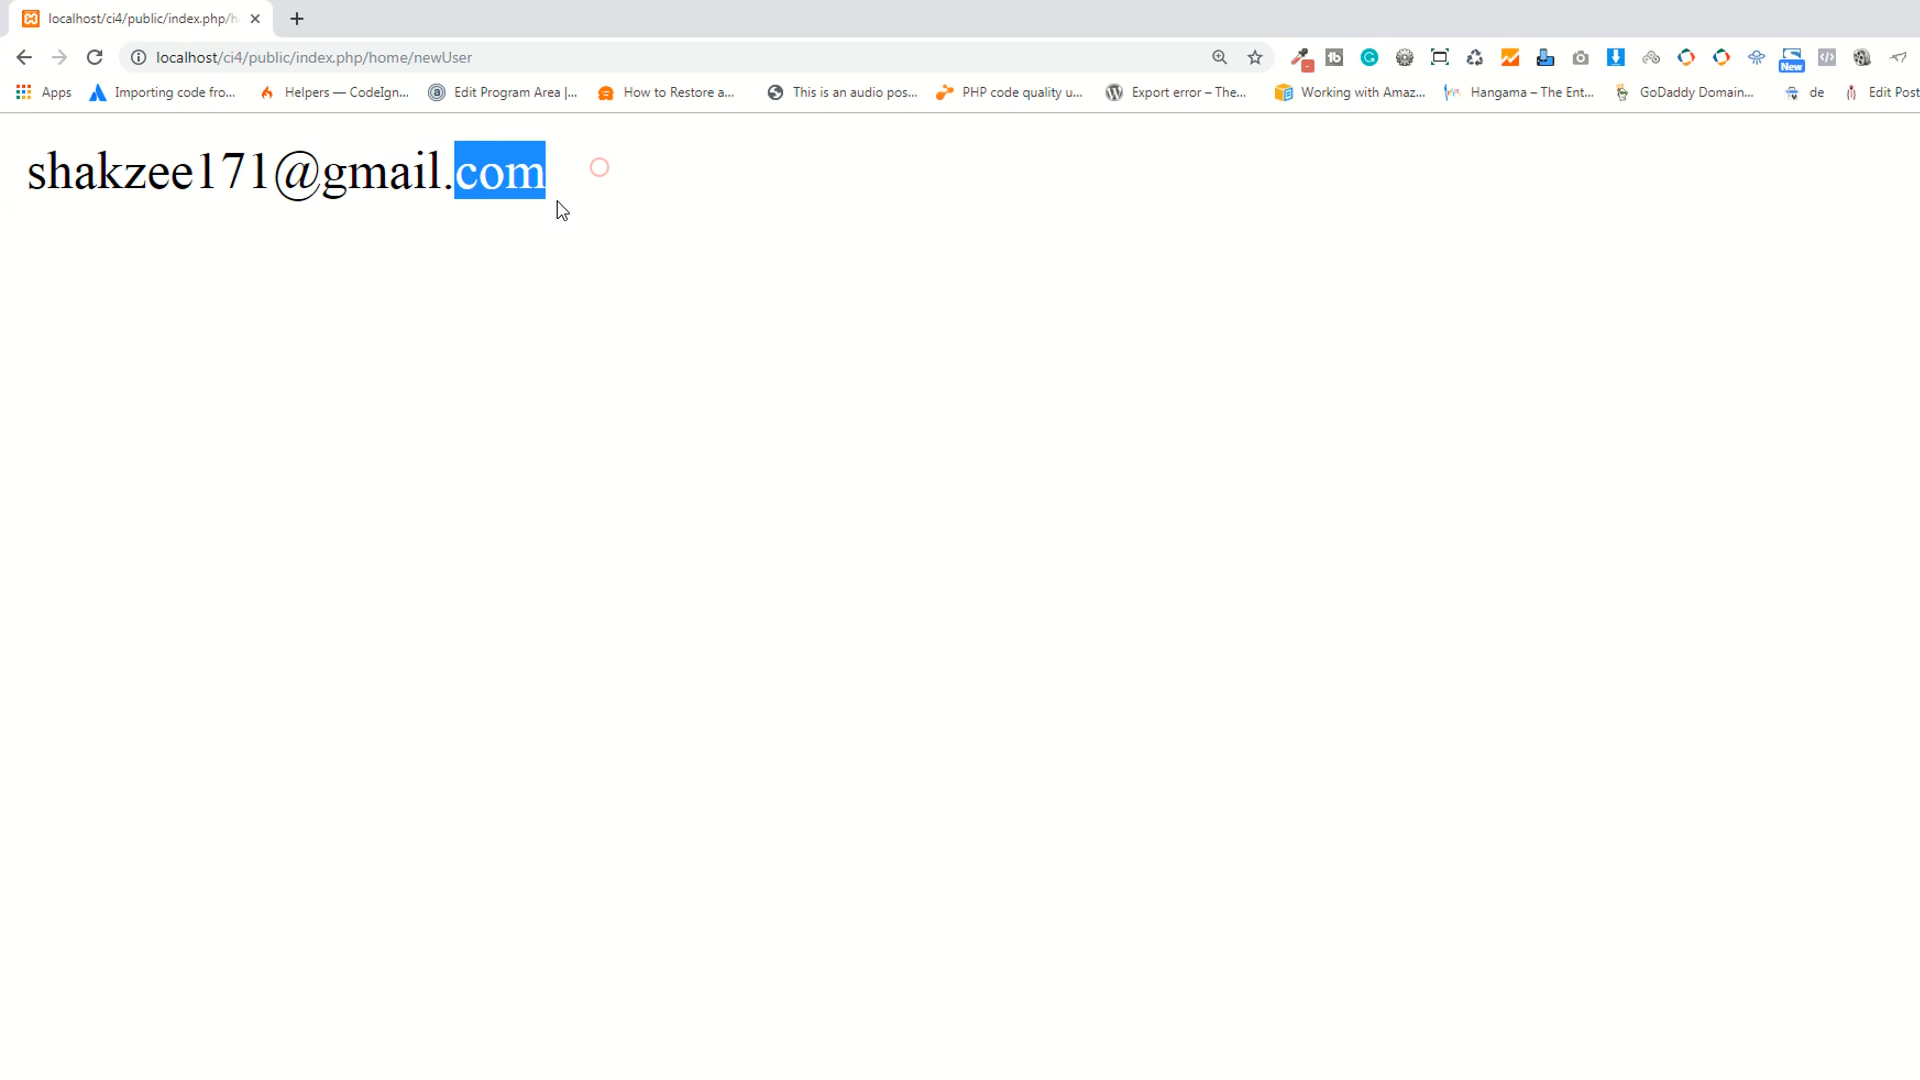 localhost/ci4/public/index.php/h
localhost/ci4/public/index.php/home/newUser
New
Apps Importing code fro... Helpers — CodeIgn... Edit Program Area |... How to Restore a... This is an audio pos... PHP code quality u... Export error – The... Working with Amaz... Hangama – The Ent... GoDaddy Domain... de Edit Post
shakzee171@gmail.com